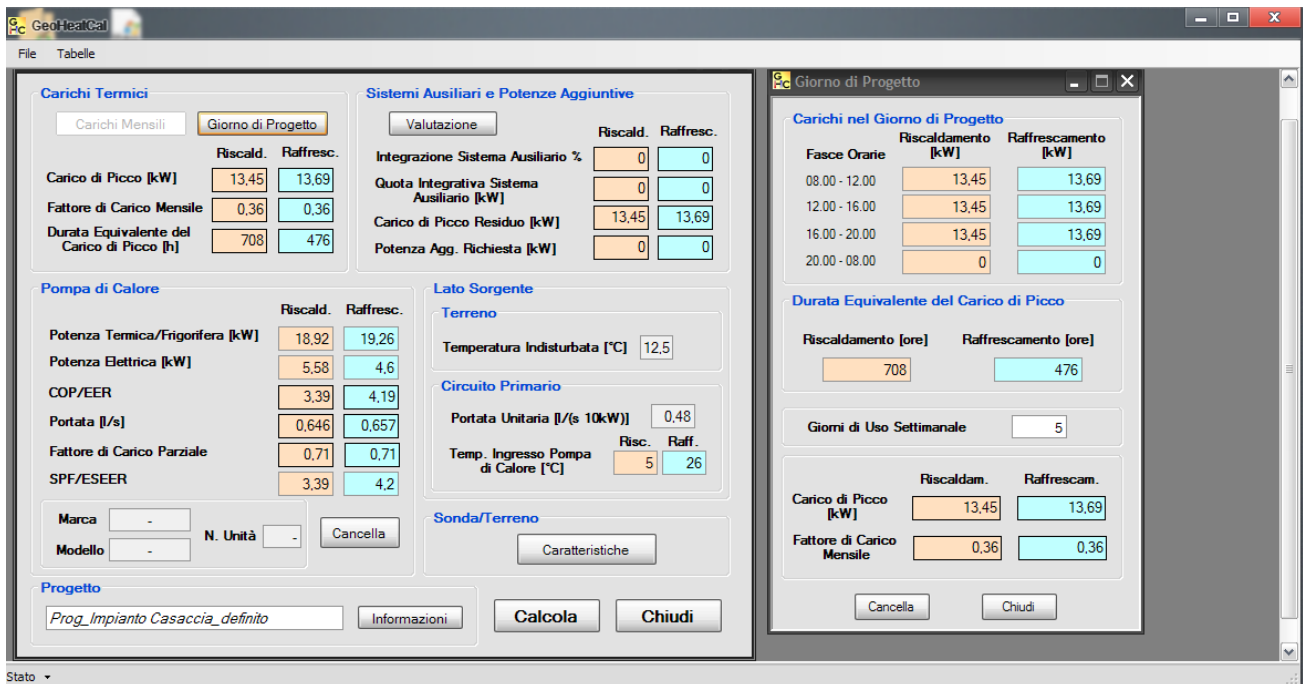 GHC GeoHeatCal
File Tabelle
Carichi Termici
Carichi Mensili Giorno di Progetto
Riscald. Raffresc.
Carico di Picco [kW] 13,45 13,69
Fattore di Carico Mensile 0,36 0,36
Durata Equivalente del
Carico di Picco [h] 708 476
Sistemi Ausiliari e Potenze Aggiuntive
Valutazione
Riscald. Raffresc.
Integrazione Sistema Ausiliario % 0 0
Quota Integrativa Sistema
Ausiliario [kW] 0 0
Carico di Picco Residuo [kW] 13,45 13,69
Potenza Agg. Richiesta [kW] 0 0
Pompa di Calore
Riscald. Raffresc.
Potenza Termica/Frigorifera [kW] 18,92 19,26
Potenza Elettrica [kW] 5,58 4,6
COP/EER 3,39 4,19
Portata [l/s] 0,646 0,657
Fattore di Carico Parziale 0,71 0,71
SPF/ESEER 3,39 4,2
Marca -
Modello -
N. Unità -
Cancella
Lato Sorgente
Terreno
Temperatura Indisturbata [°C] 12,5
Circuito Primario
Portata Unitaria [l/(s 10kW)] 0,48
Risc. Raff.
Temp. Ingresso Pompa
di Calore [°C] 5 26
Sonda/Terreno
Caratteristiche
Progetto
Prog_Impianto Casaccia_definito Informazioni
Calcola Chiudi
GHC Giorno di Progetto
Carichi nel Giorno di Progetto
Riscaldamento Raffrescamento
Fasce Orarie [kW] [kW]
08.00 - 12.00 13,45 13,69
12.00 - 16.00 13,45 13,69
16.00 - 20.00 13,45 13,69
20.00 - 08.00 0 0
Durata Equivalente del Carico di Picco
Riscaldamento [ore] Raffrescamento [ore]
708 476
Giorni di Uso Settimanale 5
Riscaldam. Raffrescam.
Carico di Picco
[kW] 13,45 13,69
Fattore di Carico
Mensile 0,36 0,36
Cancella Chiudi
Stato